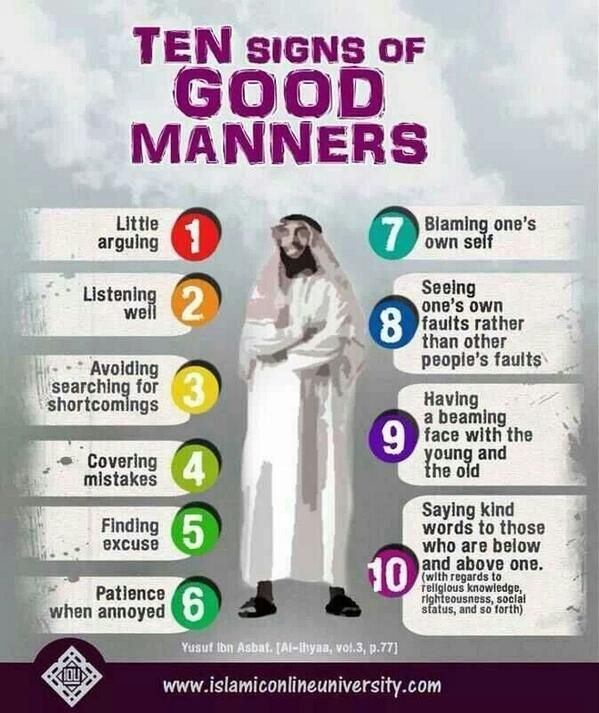 TEN SIGNS OF
GOOD
MANNERS
Little
arguing
1
Listening
well
2
Avoiding
searching for
shortcomings
3
Covering
mistakes
4
Finding
excuse
5
Patience
when annoyed
6
7
Blaming one's
own self
8
Seeing
one's own
faults rather
than other
people's faults
9
Having
a beaming
face with the
young and
the old
10
Saying kind
words to those
who are below
and above one.
(with regards to
religious knowledge,
righteousness, social
status, and so forth)
Yusuf Ibn Asbat. [Al-Ihyaa, vol.3, p.77]
IOU
www.islamiconlineuniversity.com